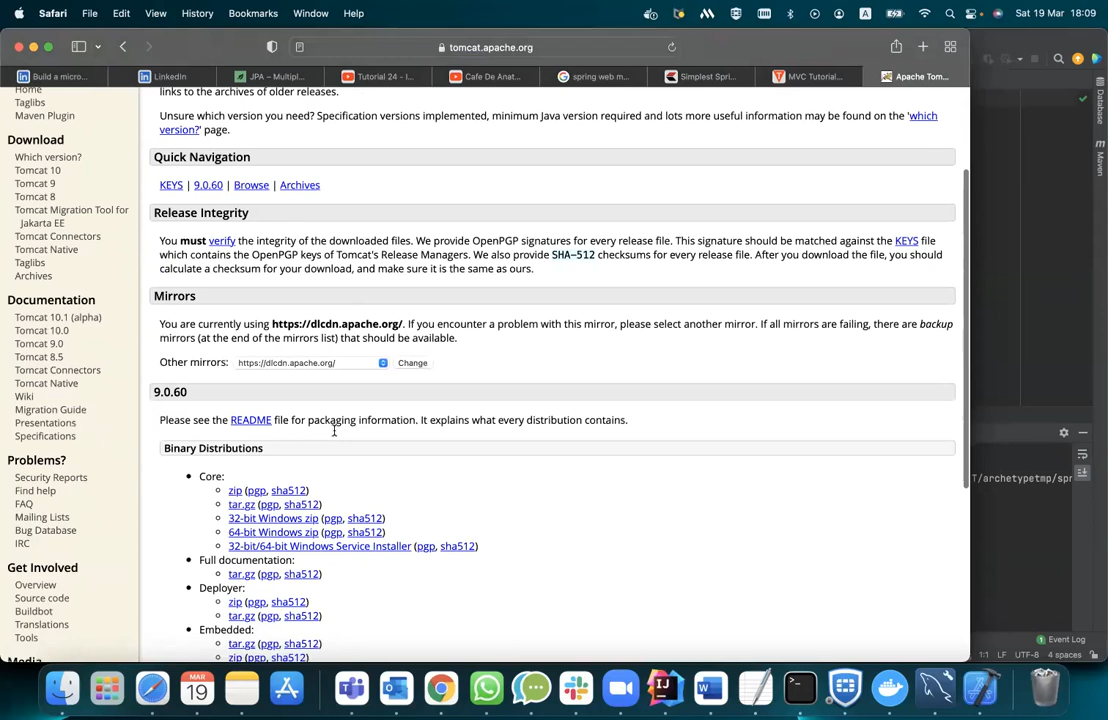 Safari File Edit View History Bookmarks Window Help
A
Sat 19 Mar 18:09
tomcat.apache.org
Build a micro...
LinkedIn
JPA – Multipl...
Tutorial 24 - I...
Cafe De Anat...
spring web m...
Simplest Spri...
MVC Tutorial...
Apache Tom...
Home
Taglibs
Maven Plugin
Download
Which version?
Tomcat 10
Tomcat 9
Tomcat 8
Tomcat Migration Tool for
Jakarta EE
Tomcat Connectors
Tomcat Native
Taglibs
Archives
Documentation
Tomcat 10.1 (alpha)
Tomcat 10.0
Tomcat 9.0
Tomcat 8.5
Tomcat Connectors
Tomcat Native
Wiki
Migration Guide
Presentations
Specifications
Problems?
Security Reports
Find help
FAQ
Mailing Lists
Bug Database
IRC
Get Involved
Overview
Source code
Buildbot
Translations
Tools
Media
links to the archives of older releases.
Unsure which version you need? Specification versions implemented, minimum Java version required and lots more useful information may be found on the 'which
version?' page.
Quick Navigation
KEYS | 9.0.60 | Browse | Archives
Release Integrity
You must verify the integrity of the downloaded files. We provide OpenPGP signatures for every release file. This signature should be matched against the KEYS file
which contains the OpenPGP keys of Tomcat's Release Managers. We also provide SHA-512 checksums for every release file. After you download the file, you should
calculate a checksum for your download, and make sure it is the same as ours.
Mirrors
You are currently using https://dlcdn.apache.org/. If you encounter a problem with this mirror, please select another mirror. If all mirrors are failing, there are backup
mirrors (at the end of the mirrors list) that should be available.
Other mirrors: https://dlcdn.apache.org/ Change
9.0.60
Please see the README file for packaging information. It explains what every distribution contains.
Binary Distributions
Core:
zip (pgp, sha512)
tar.gz (pgp, sha512)
32-bit Windows zip (pgp, sha512)
64-bit Windows zip (pgp, sha512)
32-bit/64-bit Windows Service Installer (pgp, sha512)
Full documentation:
tar.gz (pgp, sha512)
Deployer:
zip (pgp, sha512)
tar.gz (pgp, sha512)
Embedded:
tar.gz (pgp, sha512)
zip (pgp, sha512)
Database
m Maven
T/archetypetmp/spr
1 Event Log
1:1 LF UTF-8 4 spaces
MAR
19